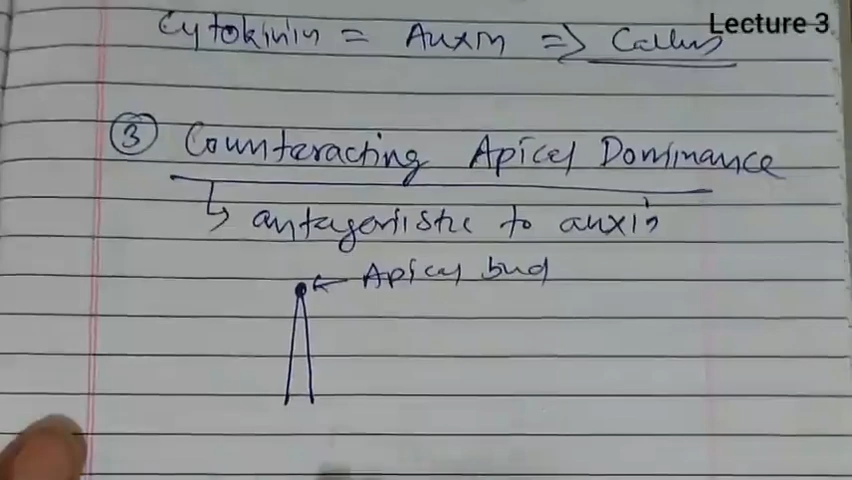 Lecture 3
Cytokinin = Auxin => Callus
③ Counteracting Apical Dominance
↳ antagonistic to auxin
← Apical bud